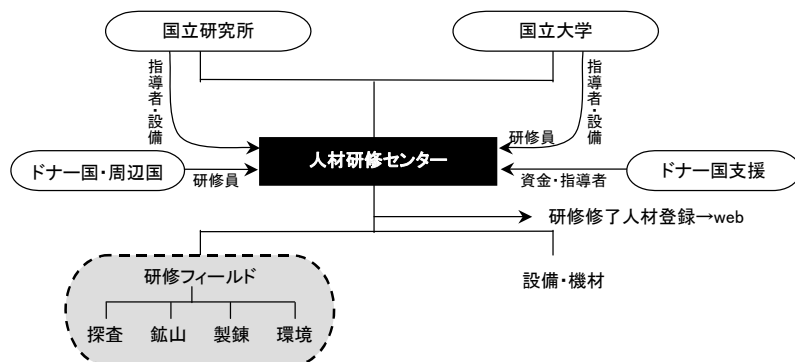 国立研究所
国立大学
指導者・設備
指導者・設備
研修員
人材研修センター
ドナー国・周辺国
研修員
資金・指導者
ドナー国支援
研修修了人材登録→web
研修フィールド
設備・機材
探査 鉱山 製錬 環境